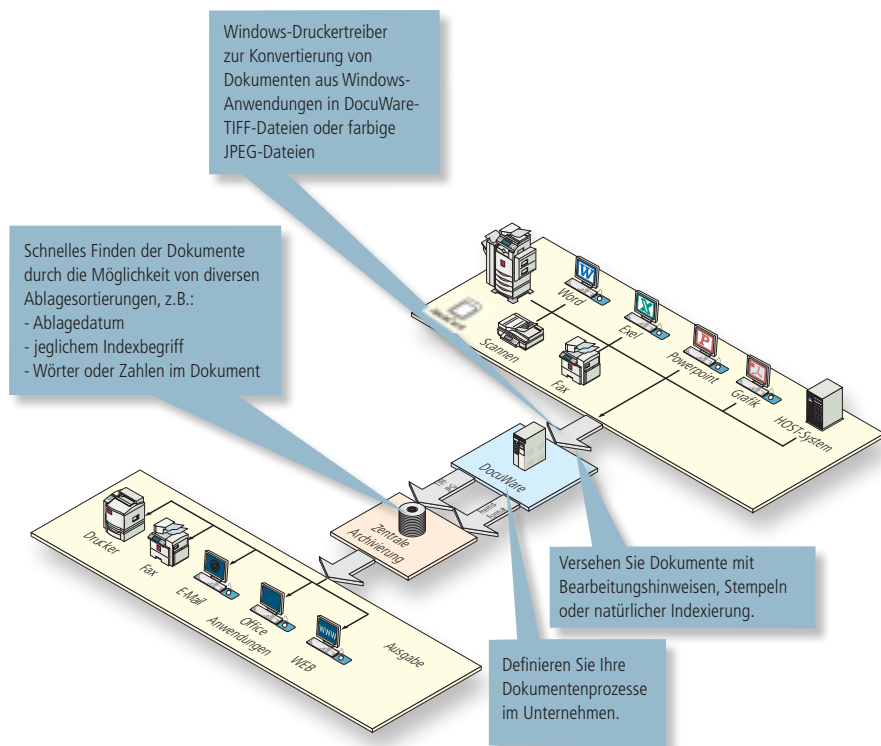 Windows-Druckertreiber
zur Konvertierung von
Dokumenten aus Windows-
Anwendungen in DocuWare-
TIFF-Dateien oder farbige
JPEG-Dateien
Schnelles Finden der Dokumente
durch die Möglichkeit von diversen
Ablagesortierungen, z.B.:
- Ablagedatum
- jeglichem Indexbegriff
- Wörter oder Zahlen im Dokument
W
Word
X
Exel
P
Powerpoint
Grafik
HOST-System
Scannen
Fax
DocuWare
TIFF
JPG
Zentrale
Archivierung
Drucker
Fax
@
E-Mail
Office
Anwendungen
WWW
WEB
Ausgabe
Versehen Sie Dokumente mit
Bearbeitungshinweisen, Stempeln
oder natürlicher Indexierung.
Definieren Sie Ihre
Dokumentenprozesse
im Unternehmen.